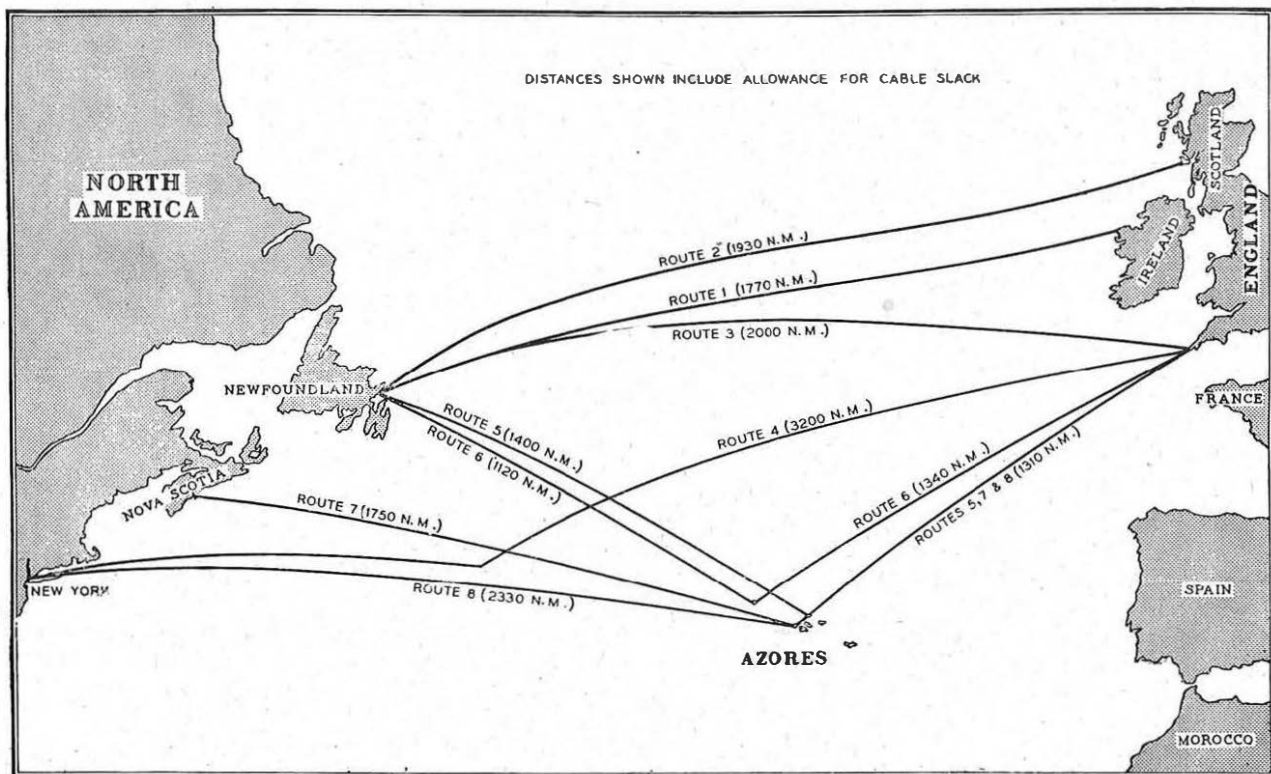 DISTANCES SHOWN INCLUDE ALLOWANCE FOR CABLE SLACK
NORTH
AMERICA
SCOTLAND
ENGLAND
IRELAND
ROUTE 2 (1930 N.M.)
ROUTE 1 (1770 N.M.)
ROUTE 3 (2000 N.M.)
NEWFOUNDLAND
FRANCE
ROUTE 4 (3200 N.M.)
ROUTE 5 (1400 N.M.)
ROUTE 6 (1120 N.M.)
ROUTE 6 (1340 N.M.)
ROUTES 5,7 & 8 (1310 N.M.)
NOVA SCOTIA
ROUTE 7 (1750 N.M.)
NEW YORK
ROUTE 8 (2330 N.M.)
SPAIN
AZORES
MOROCCO